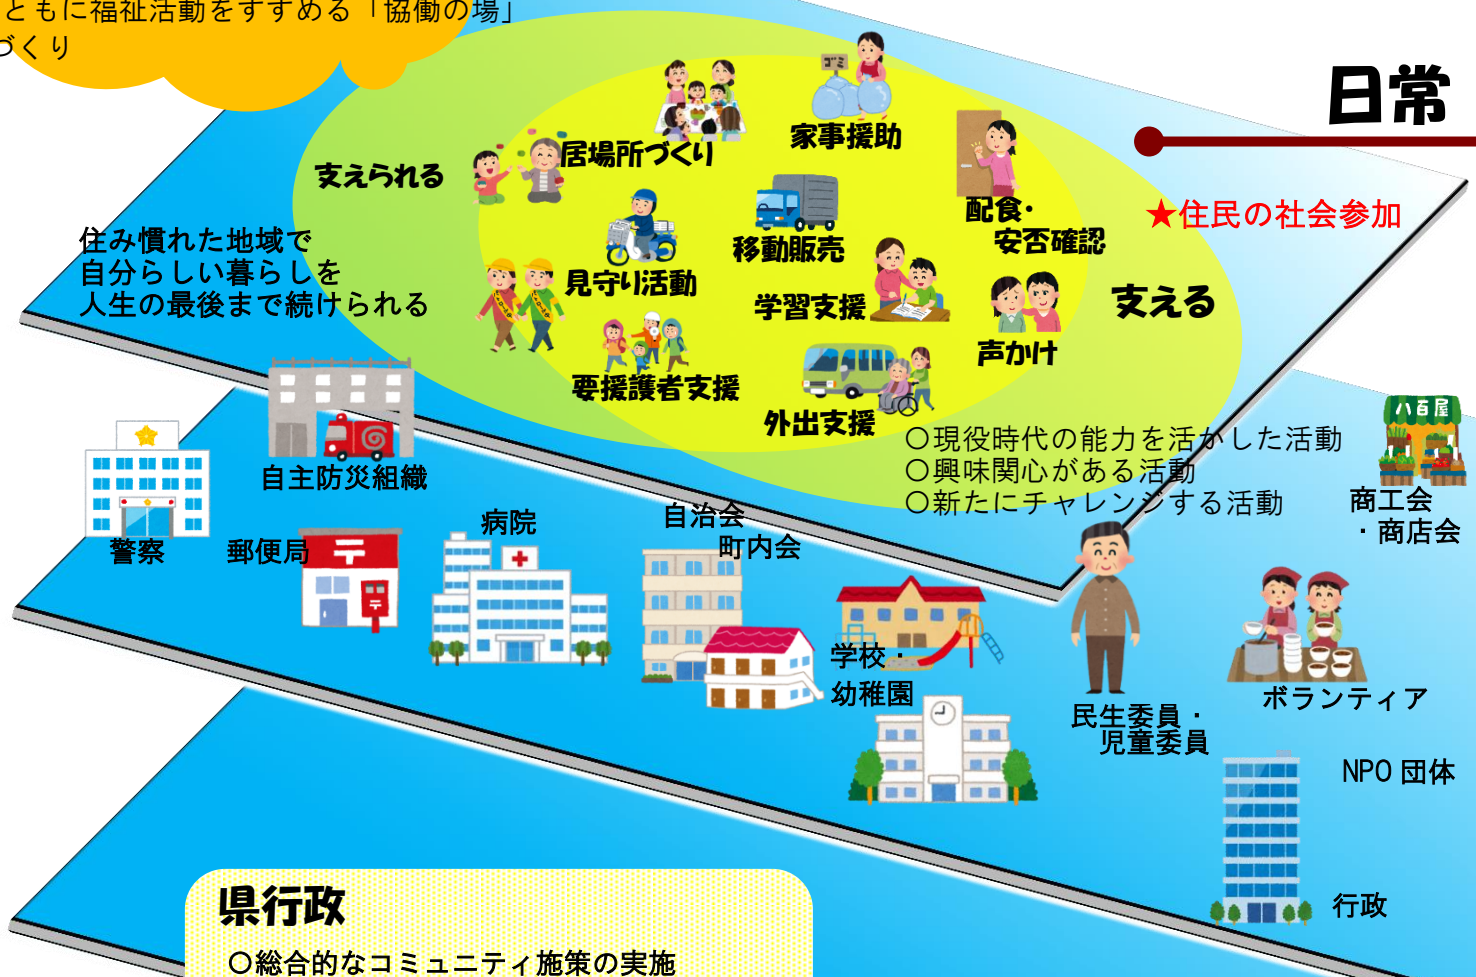 ともに福祉活動をすすめる「協働の場」
づくり
日常
★住民の社会参加
支えられる
居場所づくり
ゴミ
家事援助
配食・
安否確認
移動販売
見守り活動
学習支援
支える
声かけ
要援護者支援
外出支援
住み慣れた地域で
自分らしい暮らしを
人生の最後まで続けられる
〇現役時代の能力を活かした活動
〇興味関心がある活動
〇新たにチャレンジする活動
八百屋
商工会
・商店会
自主防災組織
警察
郵便局
病院
自治会
町内会
学校・
幼稚園
民生委員・
児童委員
ボランティア
NPO団体
行政
県行政
〇総合的なコミュニティ施策の実施